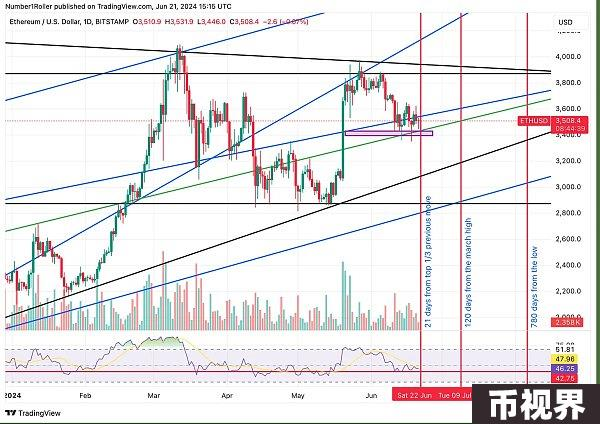 Number1Roller published on TradingView.com, Jun 21, 2024 15:15 UTC
Ethereum / U.S. Dollar, 1D, BITSTAMP O3,510.9 H3,531.9 L3,446.0 C3,508.4 −2.6 (−0.07%)
USD
4,000.0
3,800.0
3,600.0
ETHUSD 3,508.4
08:44:39
3,400.0
3,200.0
3,000.0
2,800.0
2,600.0
2,400.0
2,200.0
2,000.0
2.358K
21 days from top 1/3 previous move
120 days from the march high
780 days from the low
51.81
47.96
46.25
42.75
2024 Feb Mar Apr May Jun Sat 22 Jun Tue 09 Jul
TradingView
币视界